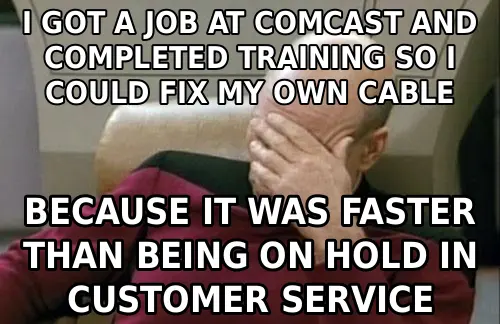 I GOT A JOB AT COMCAST AND
COMPLETED TRAINING SO I
COULD FIX MY OWN CABLE
BECAUSE IT WAS FASTER
THAN BEING ON HOLD IN
CUSTOMER SERVICE